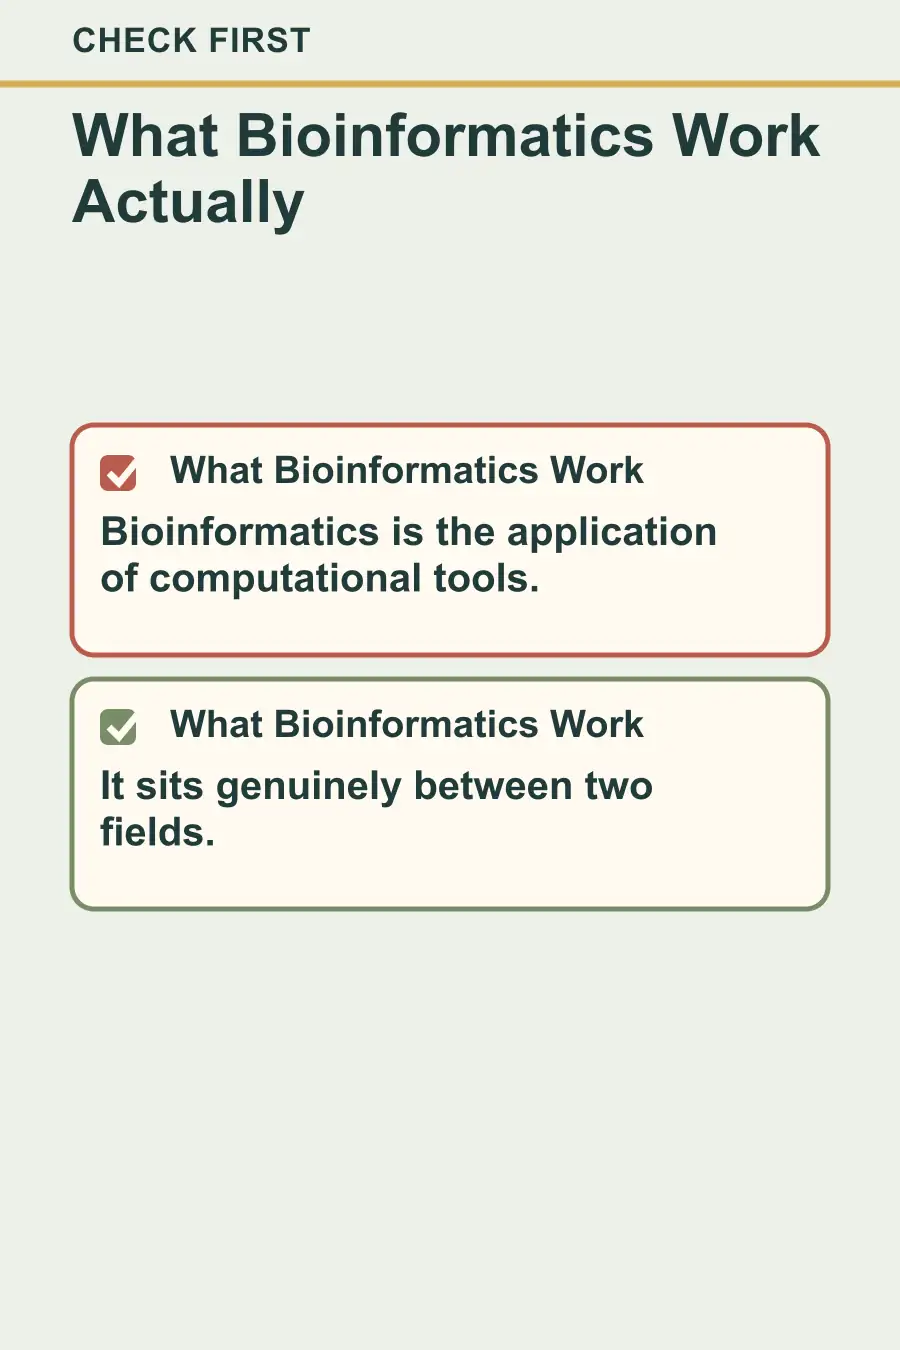 CHECK FIRST
What Bioinformatics Work
Actually
What Bioinformatics Work
Bioinformatics is the application
of computational tools.
What Bioinformatics Work
It sits genuinely between two
fields.